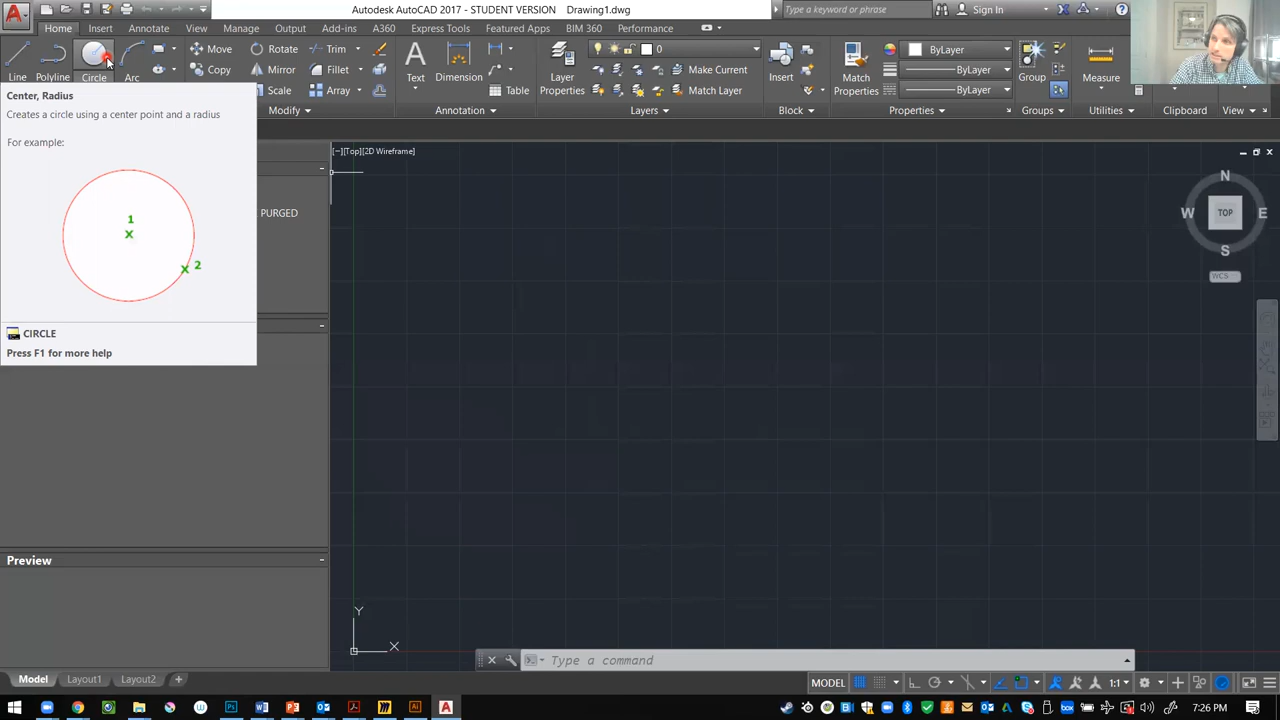 Autodesk AutoCAD 2017 - STUDENT VERSION Drawing1.dwg
Type a keyword or phrase
Sign In
Home Insert Annotate View Manage Output Add-ins A360 Express Tools Featured Apps BIM 360 Performance
Line
Polyline
Circle
Arc
Move
Rotate
Trim
Copy
Mirror
Fillet
Scale
Array
Modify
Text
Dimension
Table
Annotation
Layer
Properties
0
Make Current
Match Layer
Layers
Insert
Block
Match
Properties
ByLayer
ByLayer
ByLayer
Properties
Group
Groups
Measure
Utilities
Clipboard
View
Center, Radius
Creates a circle using a center point and a radius
For example:
1
2
CIRCLE
Press F1 for more help
PURGED
[−][Top][2D Wireframe]
N
W
TOP
E
S
WCS
Preview
Y
X
Type a command
Model Layout1 Layout2 +
MODEL
1:1
7:26 PM